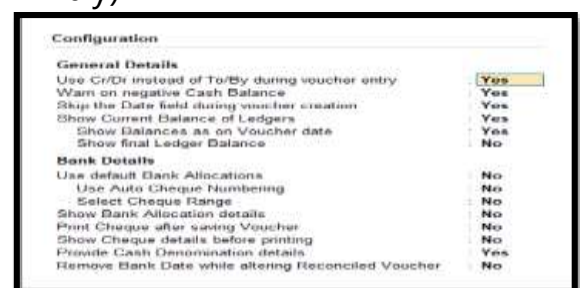 Configuration
General Details
Use Cr/Dr instead of To/By during voucher entry : Yes
Warn on negative Cash Balance : Yes
Skip the Date field during voucher creation : Yes
Show Current Balance of Ledgers : Yes
Show Balances as on Voucher date : Yes
Show final Ledger Balance : No
Bank Details
Use default Bank Allocations : No
Use Auto Cheque Numbering : No
Select Cheque Range : No
Show Bank Allocation details : No
Print Cheque after saving Voucher : No
Show Cheque details before printing : No
Provide Cash Denomination details : Yes
Remove Bank Date while altering Reconciled Voucher : No